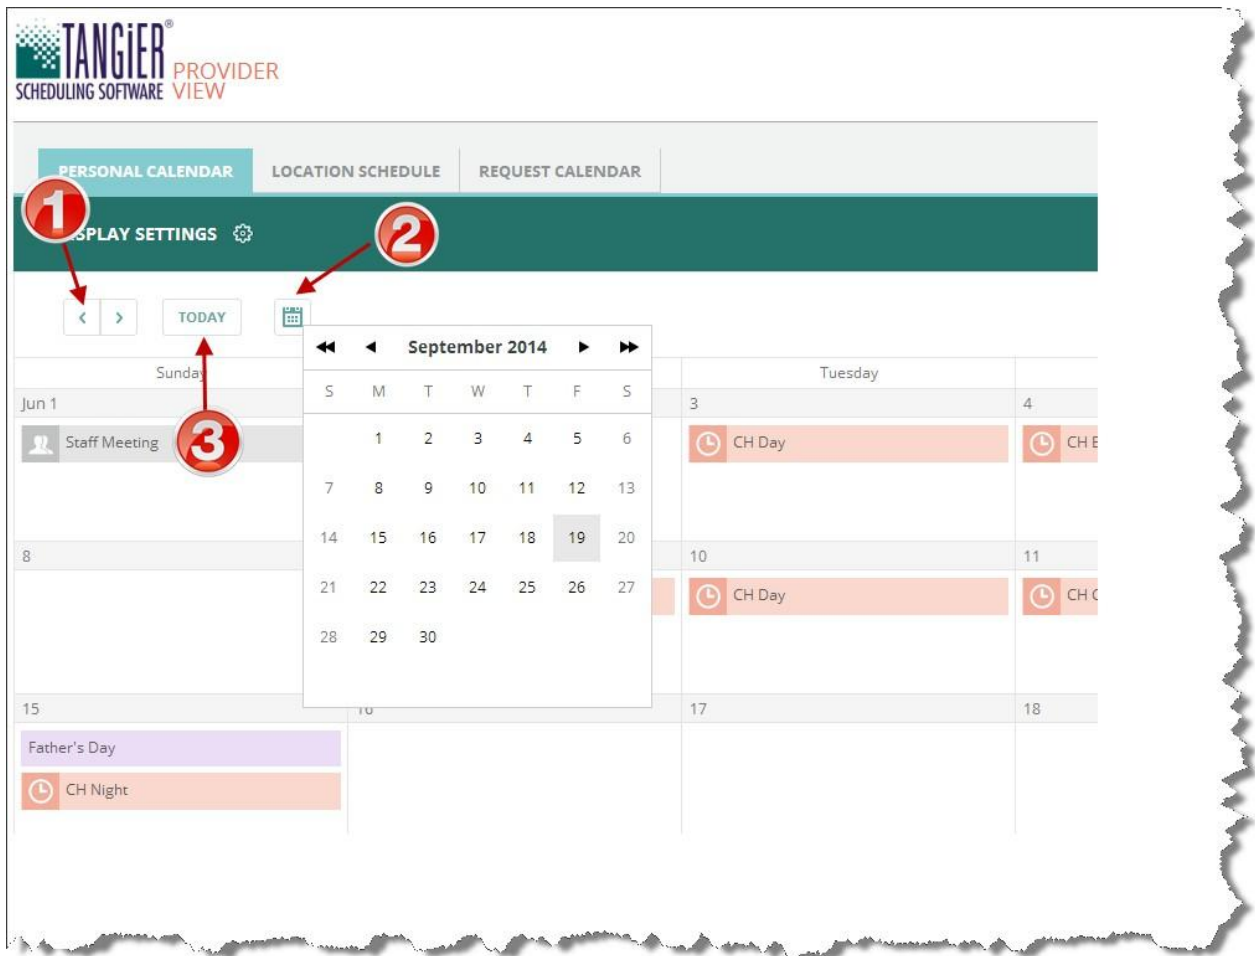 TANGiER®
PROVIDER
SCHEDULING SOFTWARE VIEW
PERSONAL CALENDAR LOCATION SCHEDULE REQUEST CALENDAR
1
SPLAY SETTINGS
2
TODAY
September 2014
Tuesday
S M T W T F S
Jun 1 3 4
1 2 3 4 5 6
Staff Meeting 3 CH Day CH
7 8 9 10 11 12 13
14 15 16 17 18 19 20
8 10 11
21 22 23 24 25 26 27
CH Day CH
28 29 30
15 16 17 18
Father's Day
CH Night